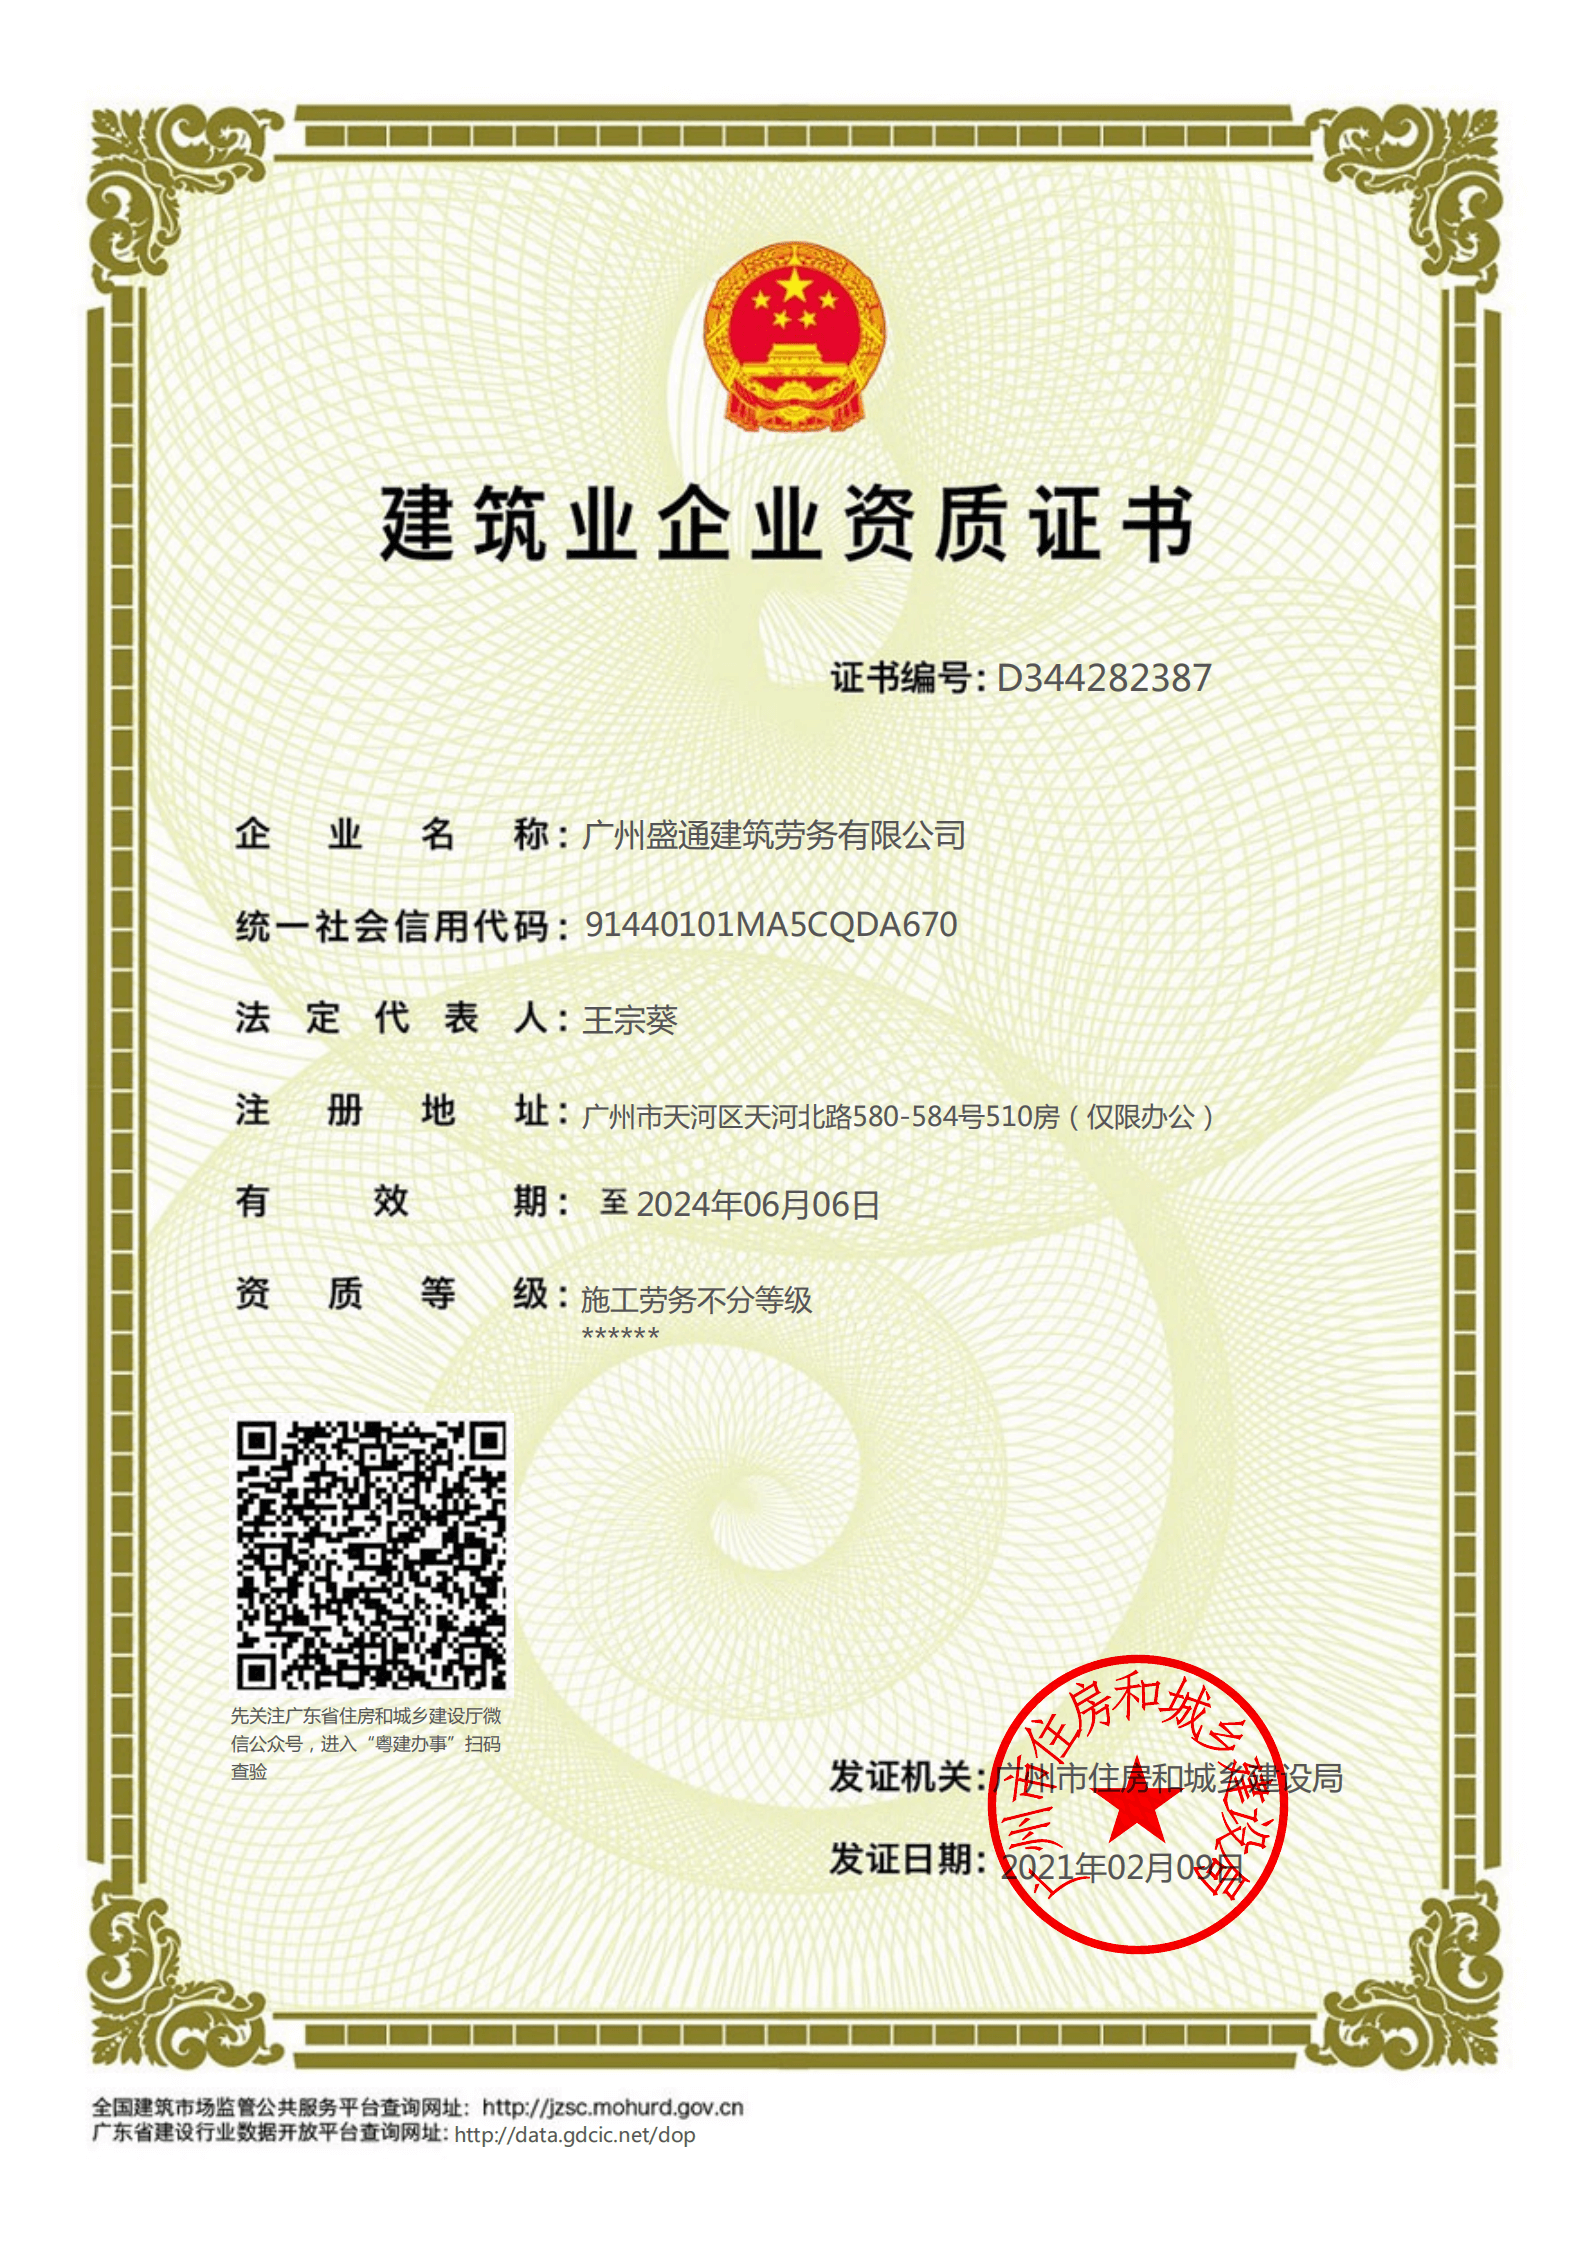 建筑业企业资质证书
证书编号：D344282387
企业名称：广州盛通建筑劳务有限公司
统一社会信用代码：91440101MA5CQDA670
法定代表人：王宗葵
注册地址：广州市天河区天河北路580-584号510房（仅限办公）
有效期：至2024年06月06日
资质等级：施工劳务不分等级
******
先关注广东省住房和城乡建设厅微
信公众号，进入“粤建办事”扫码
查验
广州市住房和城乡建设局
发证机关：广州市住房和城乡建设局
发证日期：2021年02月09日
全国建筑市场监管公共服务平台查询网址：http://jzsc.mohurd.gov.cn
广东省建设行业数据开放平台查询网址：http://data.gdcic.net/dop